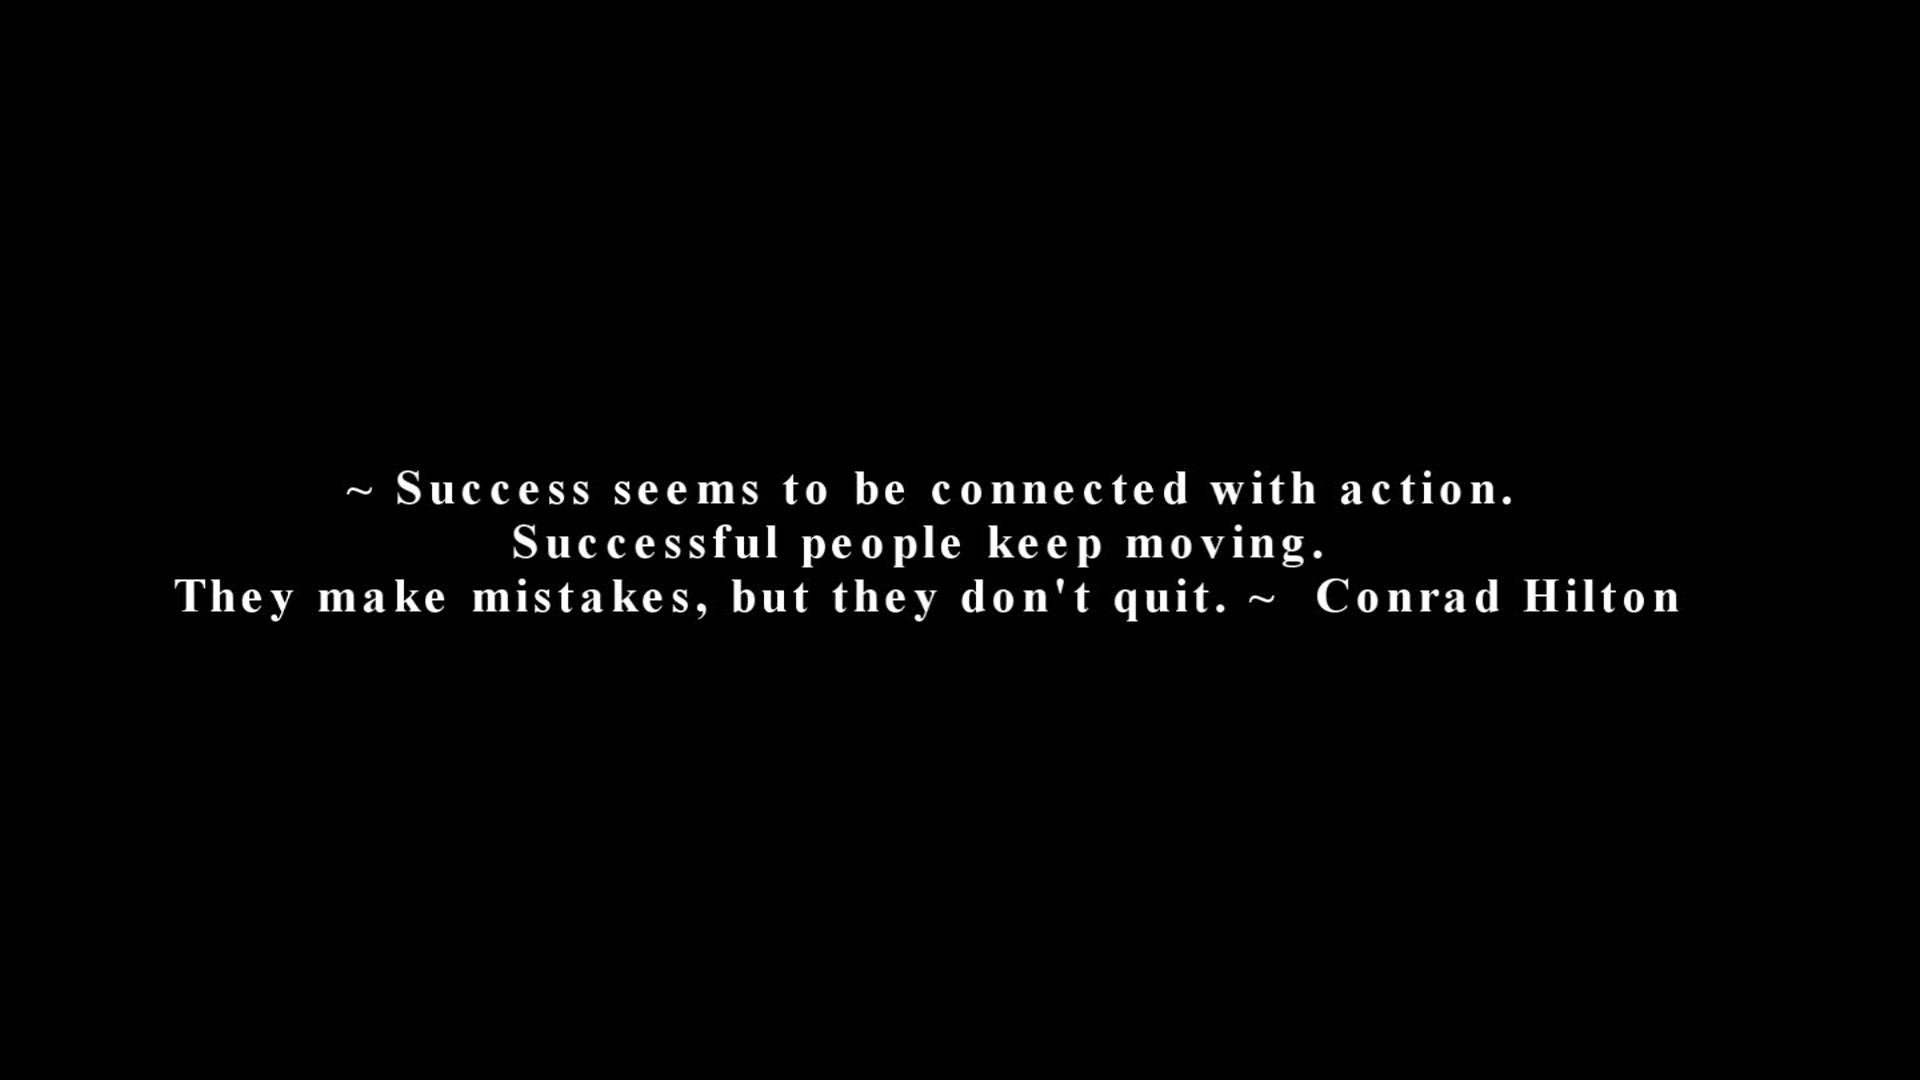 ~ Success seems to be connected with action.
Successful people keep moving.
They make mistakes, but they don't quit. ~  Conrad Hilton